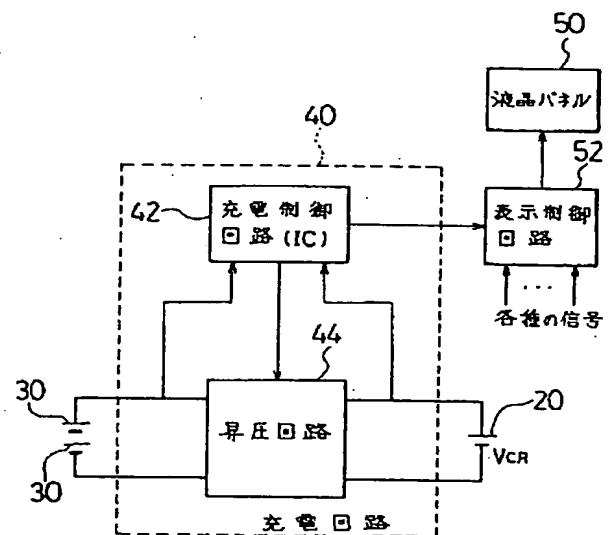 50
液晶パネル
40
52
42
充電制御
回路(IC)
表示制御
回路
...
各種の信号
44
30
昇圧回路
20
30
VCR
充電回路